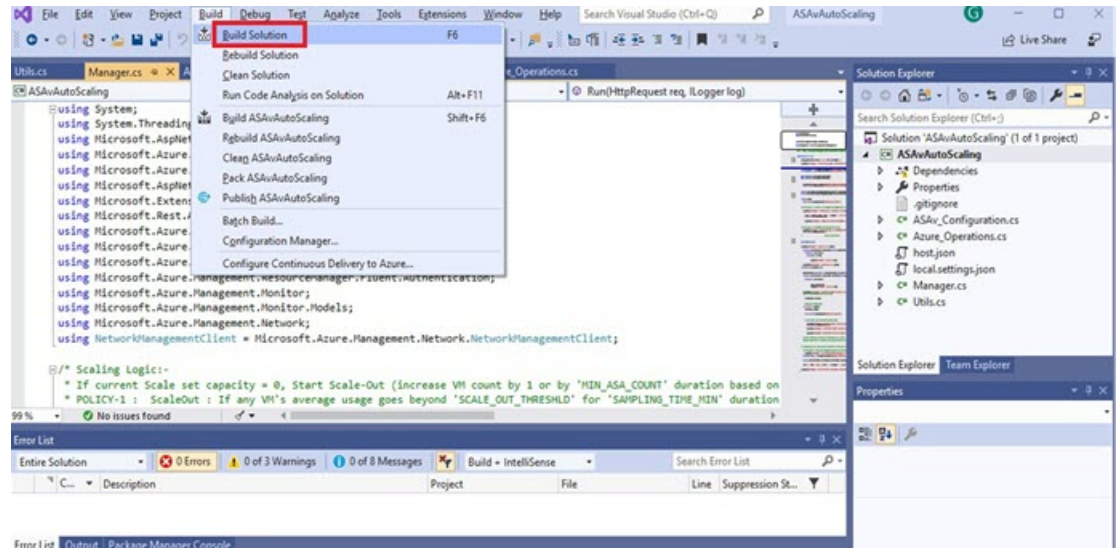 File Edit View Project Build Debug Test Analyze Tools Extensions Window Help Search Visual Studio (Ctrl+Q) ASAvAutoScaling G
Live Share
Build Solution F6
Rebuild Solution
Clean Solution
Run Code Analysis on Solution Alt+F11
Build ASAvAutoScaling Shift+F6
Rebuild ASAvAutoScaling
Clean ASAvAutoScaling
Pack ASAvAutoScaling
Publish ASAvAutoScaling
Batch Build...
Configuration Manager...
Configure Continuous Delivery to Azure...
Utils.cs Manager.cs A e_Operations.cs
ASAvAutoScaling Run(HttpRequest req, ILogger log)
using System;
using System.Threading
using Microsoft.AspNet
using Microsoft.Azure.
using Microsoft.Azure.
using Microsoft.AspNet
using Microsoft.Extens
using Microsoft.Rest.A
using Microsoft.Azure.
using Microsoft.Azure.
using Microsoft.Azure.
using Microsoft.Azure.Management.ResourceManager.Fluent.Authentication;
using Microsoft.Azure.Management.Monitor;
using Microsoft.Azure.Management.Monitor.Models;
using Microsoft.Azure.Management.Network;
using NetworkManagementClient = Microsoft.Azure.Management.Network.NetworkManagementClient;
/* Scaling Logic:-
* If current Scale set capacity = 0, Start Scale-Out (increase VM count by 1 or by 'MIN_ASA_COUNT' duration based on
* POLICY-1 : ScaleOut : If any VM's average usage goes beyond 'SCALE_OUT_THRESHLD' for 'SAMPLING_TIME_MIN' duration
99 % No issues found
Solution Explorer
Search Solution Explorer (Ctrl+;)
Solution 'ASAvAutoScaling' (1 of 1 project)
ASAvAutoScaling
Dependencies
Properties
.gitignore
ASAv_Configuration.cs
Azure_Operations.cs
host.json
local.settings.json
Manager.cs
Utils.cs
Solution Explorer Team Explorer
Properties
Error List
Entire Solution 0 Errors 0 of 3 Warnings 0 of 8 Messages Build + IntelliSense Search Error List
C... Description Project File Line Suppression St...
Error List Output Package Manager Console